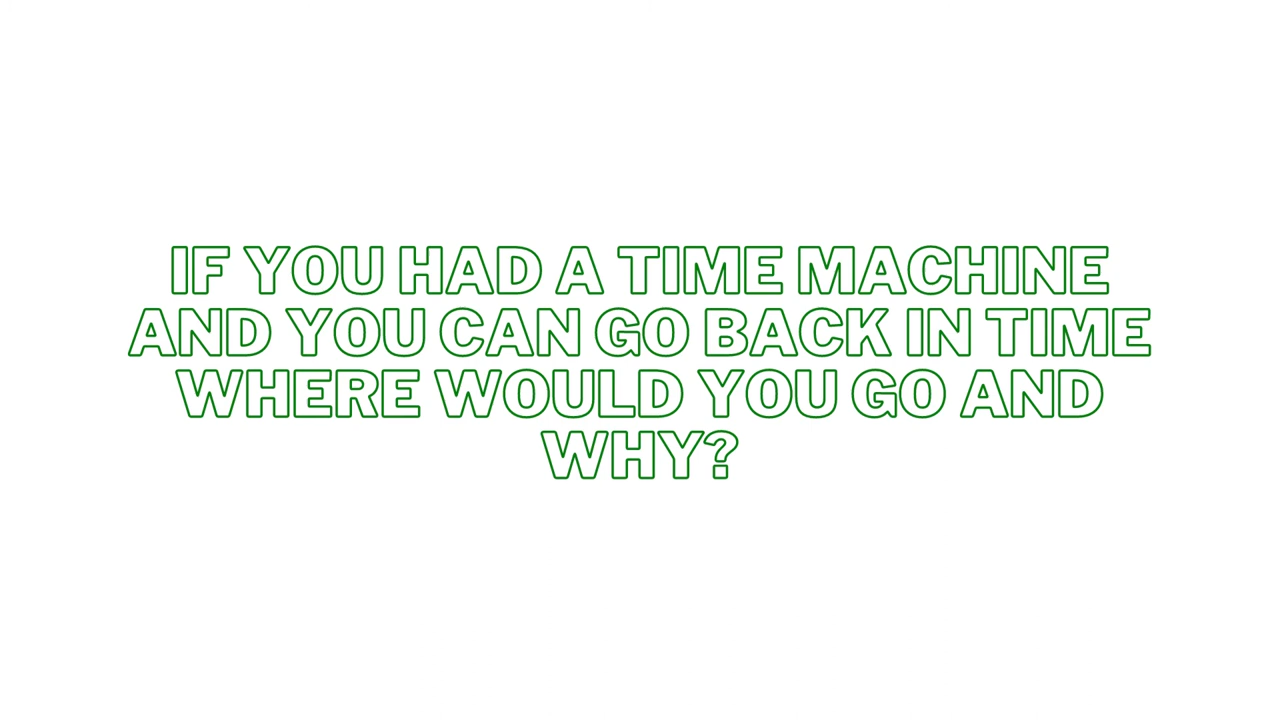 IF YOU HAD A TIME MACHINE
AND YOU CAN GO BACK IN TIME
WHERE WOULD YOU GO AND
WHY?